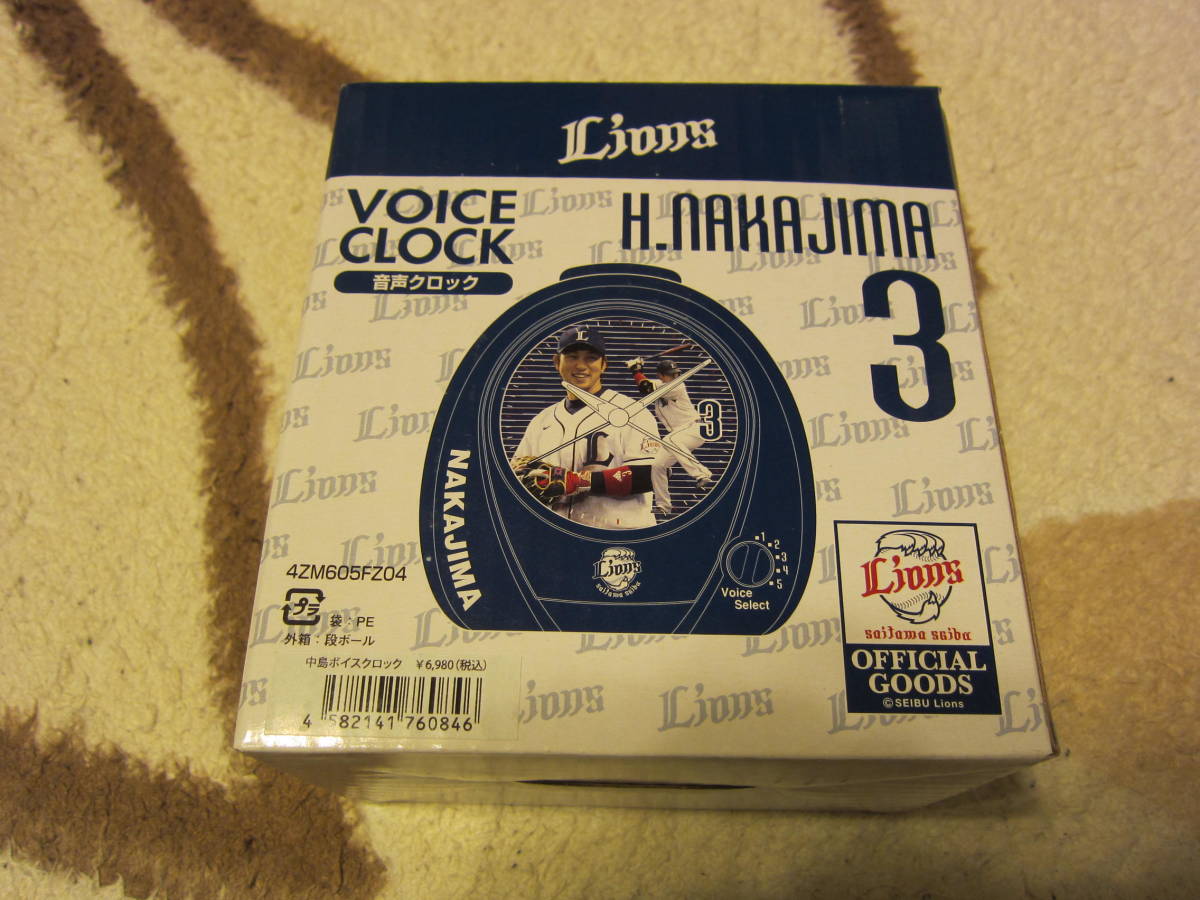 Lions
VOICE
CLOCK
音声クロック
H.NAKAJIMA
3
L
L
3
NAKAJIMA
Lions
saitama seibu
1
2
3
4
5
Voice
Select
4ZM605FZ04
プラ
袋：PE
外箱：段ボール
中島ボイスクロック ￥6,980(税込)
4 582141 760846
Lions
saitama seibu
OFFICIAL
GOODS
©SEIBU Lions